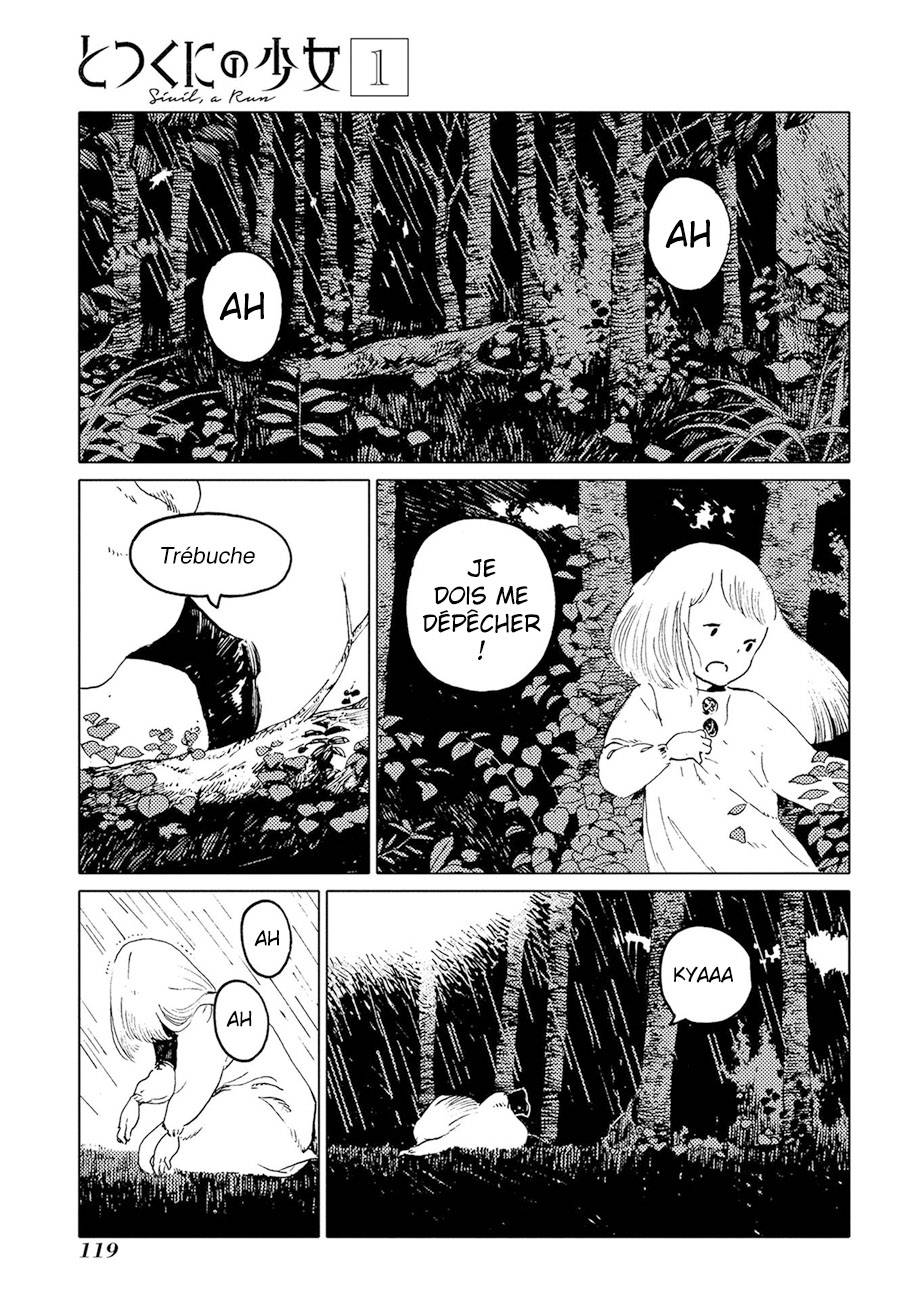 とつくにの少女 1
Siúil, a Run
AH
AH
JE
DOIS ME
DÉPÊCHER
!
Trébuche
KYAAA
AH
AH
119